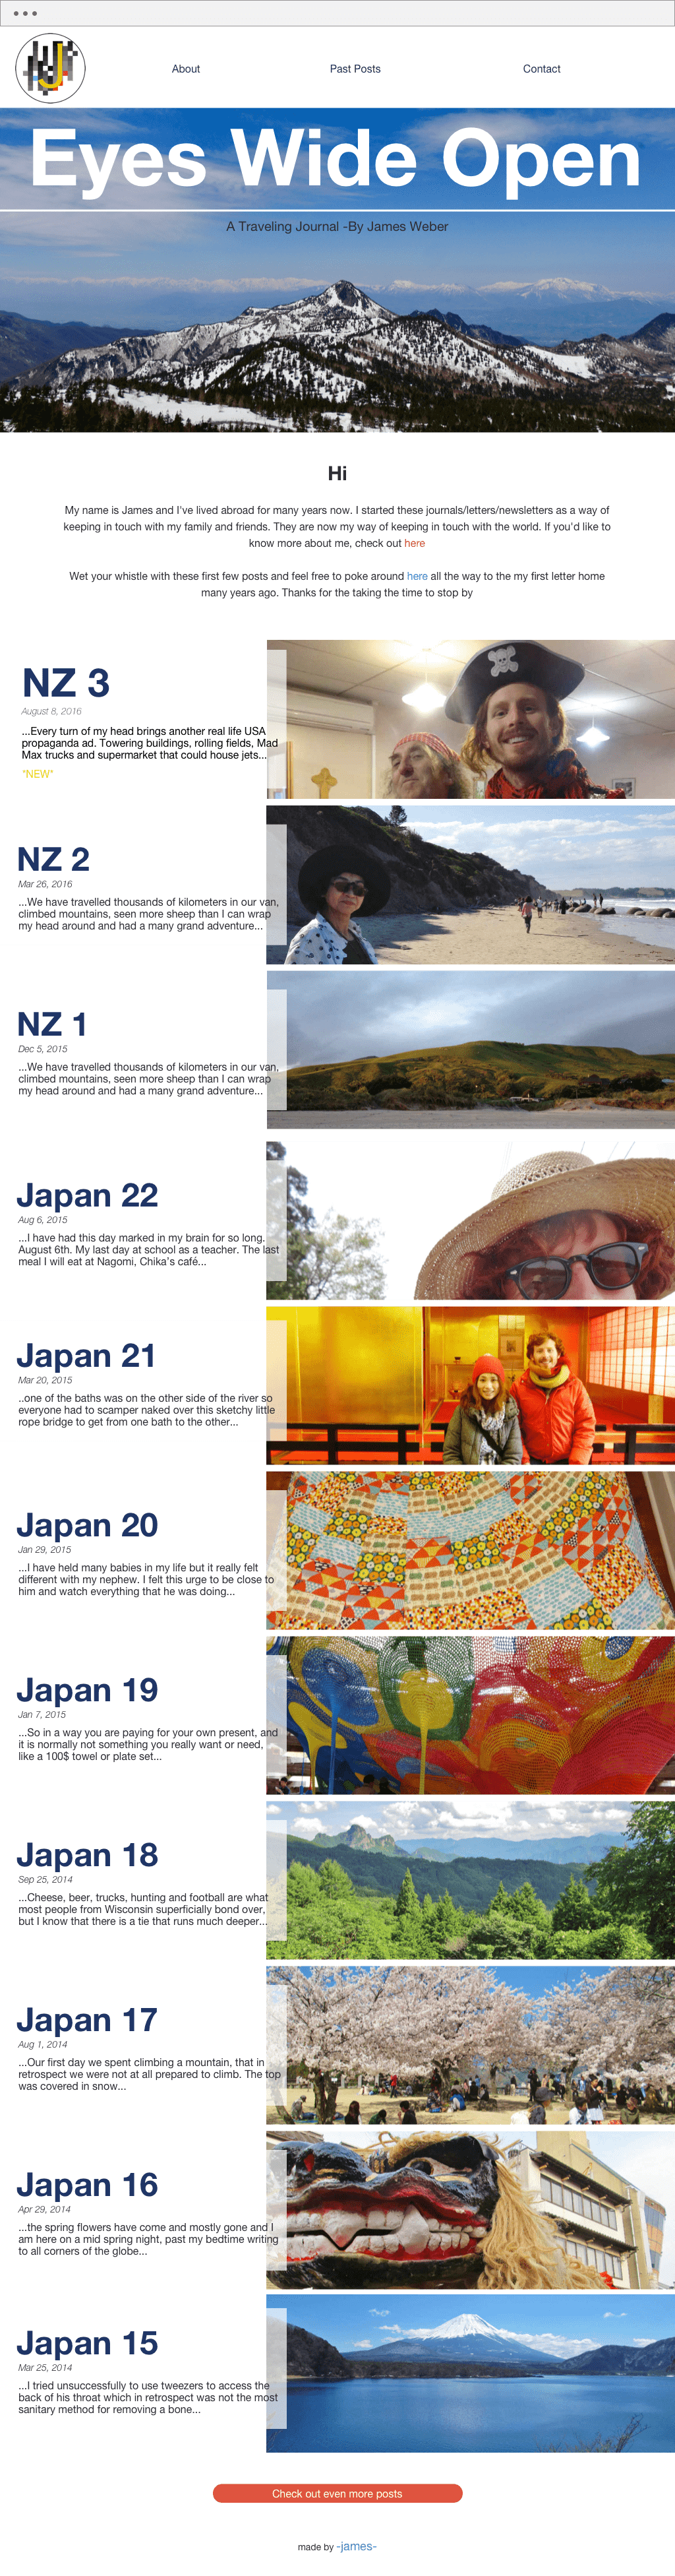 About
Past Posts
Contact
Eyes Wide Open
A Traveling Journal -By James Weber
Hi
My name is James and I've lived abroad for many years now. I started these journals/letters/newsletters as a way of
keeping in touch with my family and friends. They are now my way of keeping in touch with the world. If you'd like to
know more about me, check out here
Wet your whistle with these first few posts and feel free to poke around here all the way to the my first letter home
many years ago. Thanks for the taking the time to stop by
NZ 3
August 8, 2016
...Every turn of my head brings another real life USA
propaganda ad. Towering buildings, rolling fields, Mad
Max trucks and supermarket that could house jets...
*NEW*
NZ 2
Mar 26, 2016
...We have travelled thousands of kilometers in our van,
climbed mountains, seen more sheep than I can wrap
my head around and had a many grand adventure...
NZ 1
Dec 5, 2015
...We have travelled thousands of kilometers in our van,
climbed mountains, seen more sheep than I can wrap
my head around and had a many grand adventure...
Japan 22
Aug 6, 2015
...I have had this day marked in my brain for so long.
August 6th. My last day at school as a teacher. The last
meal I will eat at Nagomi, Chika's café...
Japan 21
Mar 20, 2015
..one of the baths was on the other side of the river so
everyone had to scamper naked over this sketchy little
rope bridge to get from one bath to the other...
Japan 20
Jan 29, 2015
...I have held many babies in my life but it really felt
different with my nephew. I felt this urge to be close to
him and watch everything that he was doing...
Japan 19
Jan 7, 2015
...So in a way you are paying for your own present, and
it is normally not something you really want or need,
like a 100$ towel or plate set...
Japan 18
Sep 25, 2014
...Cheese, beer, trucks, hunting and football are what
most people from Wisconsin superficially bond over,
but I know that there is a tie that runs much deeper...
Japan 17
Aug 1, 2014
...Our first day we spent climbing a mountain, that in
retrospect we were not at all prepared to climb. The top
was covered in snow...
Japan 16
Apr 29, 2014
...the spring flowers have come and mostly gone and I
am here on a mid spring night, past my bedtime writing
to all corners of the globe...
Japan 15
Mar 25, 2014
...I tried unsuccessfully to use tweezers to access the
back of his throat which in retrospect was not the most
sanitary method for removing a bone...
Check out even more posts
made by -james-